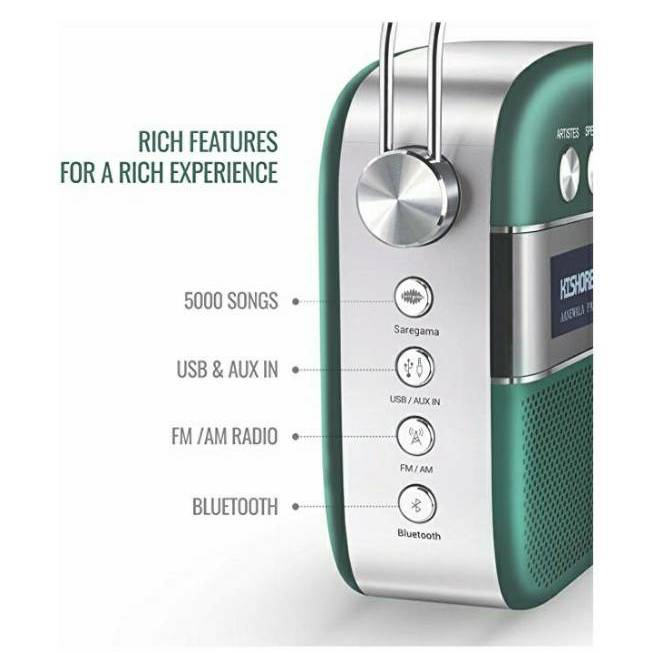 RICH FEATURES
FOR A RICH EXPERIENCE
ARTISTES
5000 SONGS
Saregama
KISHORE
USB & AUX IN
USB / AUX IN
FM /AM RADIO
FM / AM
BLUETOOTH
Bluetooth